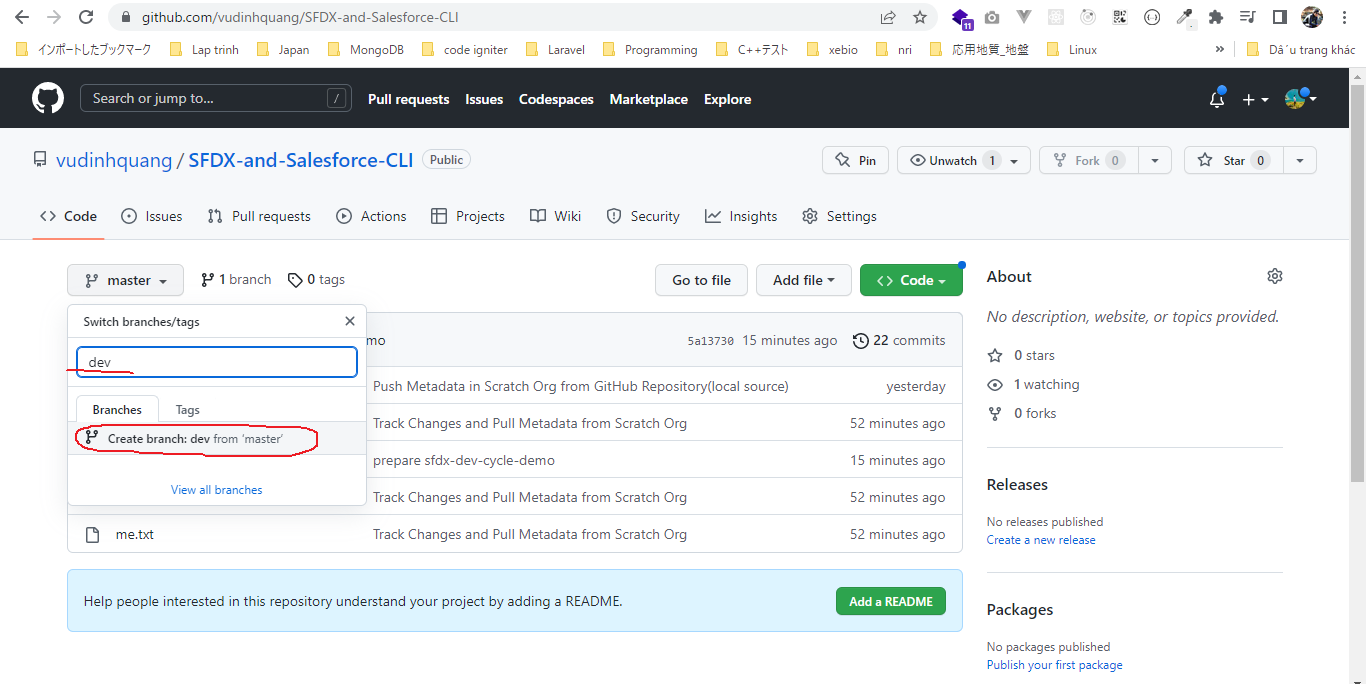 github.com/vudinhquang/SFDX-and-Salesforce-CLI
11
インポートしたブックマーク Lap trinh Japan MongoDB code igniter Laravel Programming C++テスト xebio nri 応用地質_地盤 Linux » Dấu trang khác
Search or jump to... / Pull requests Issues Codespaces Marketplace Explore
vudinhquang / SFDX-and-Salesforce-CLI Public Pin Unwatch 1 Fork 0 Star 0
Code Issues Pull requests Actions Projects Wiki Security Insights Settings
master 1 branch 0 tags Go to file Add file Code
Switch branches/tags
dev
Branches Tags
Create branch: dev from 'master'
View all branches
mo 5a13730 15 minutes ago 22 commits
Push Metadata in Scratch Org from GitHub Repository(local source) yesterday
Track Changes and Pull Metadata from Scratch Org 52 minutes ago
prepare sfdx-dev-cycle-demo 15 minutes ago
Track Changes and Pull Metadata from Scratch Org 52 minutes ago
me.txt Track Changes and Pull Metadata from Scratch Org 52 minutes ago
Help people interested in this repository understand your project by adding a README. Add a README
About
No description, website, or topics provided.
0 stars
1 watching
0 forks
Releases
No releases published
Create a new release
Packages
No packages published
Publish your first package